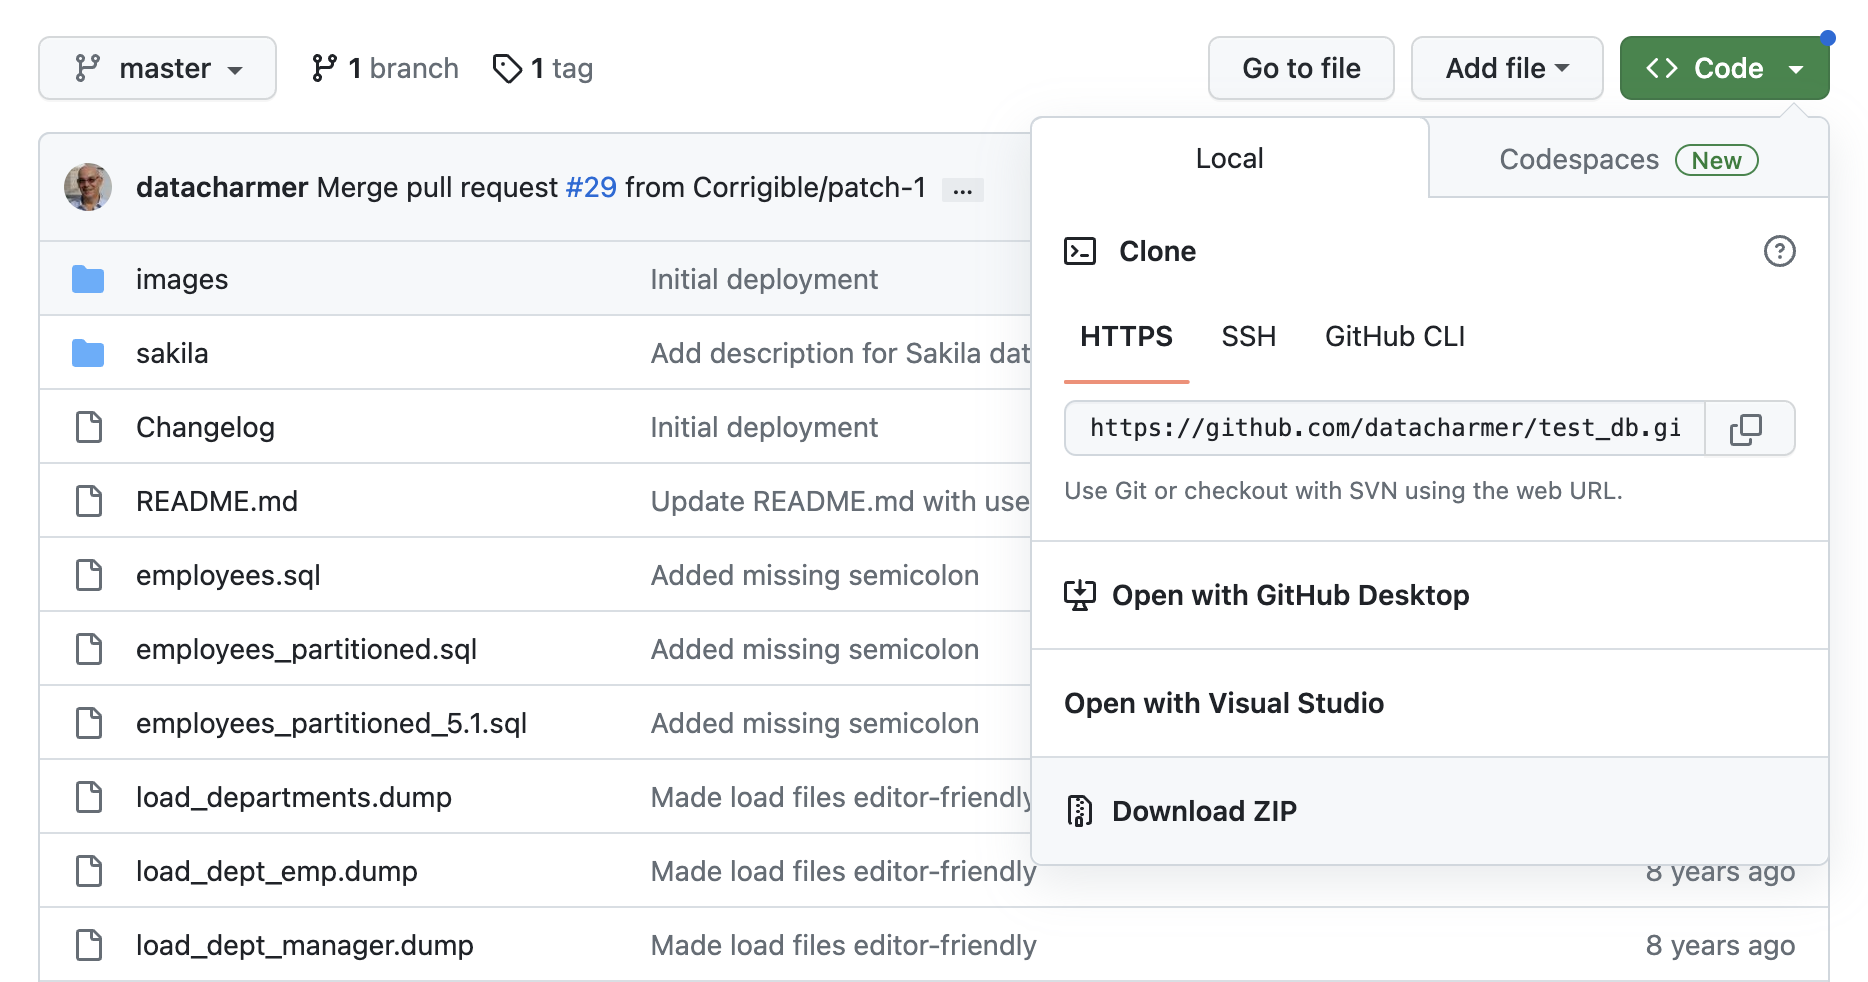 master 1 branch 1 tag Go to file Add file Code
Local Codespaces New
datacharmer Merge pull request #29 from Corrigible/patch-1 ...
Clone
images Initial deployment
HTTPS SSH GitHub CLI
sakila Add description for Sakila dat
Changelog Initial deployment
https://github.com/datacharmer/test_db.gi
Use Git or checkout with SVN using the web URL.
README.md Update README.md with use
employees.sql Added missing semicolon
Open with GitHub Desktop
employees_partitioned.sql Added missing semicolon
Open with Visual Studio
employees_partitioned_5.1.sql Added missing semicolon
load_departments.dump Made load files editor-friendly
Download ZIP
load_dept_emp.dump Made load files editor-friendly 8 years ago
load_dept_manager.dump Made load files editor-friendly 8 years ago